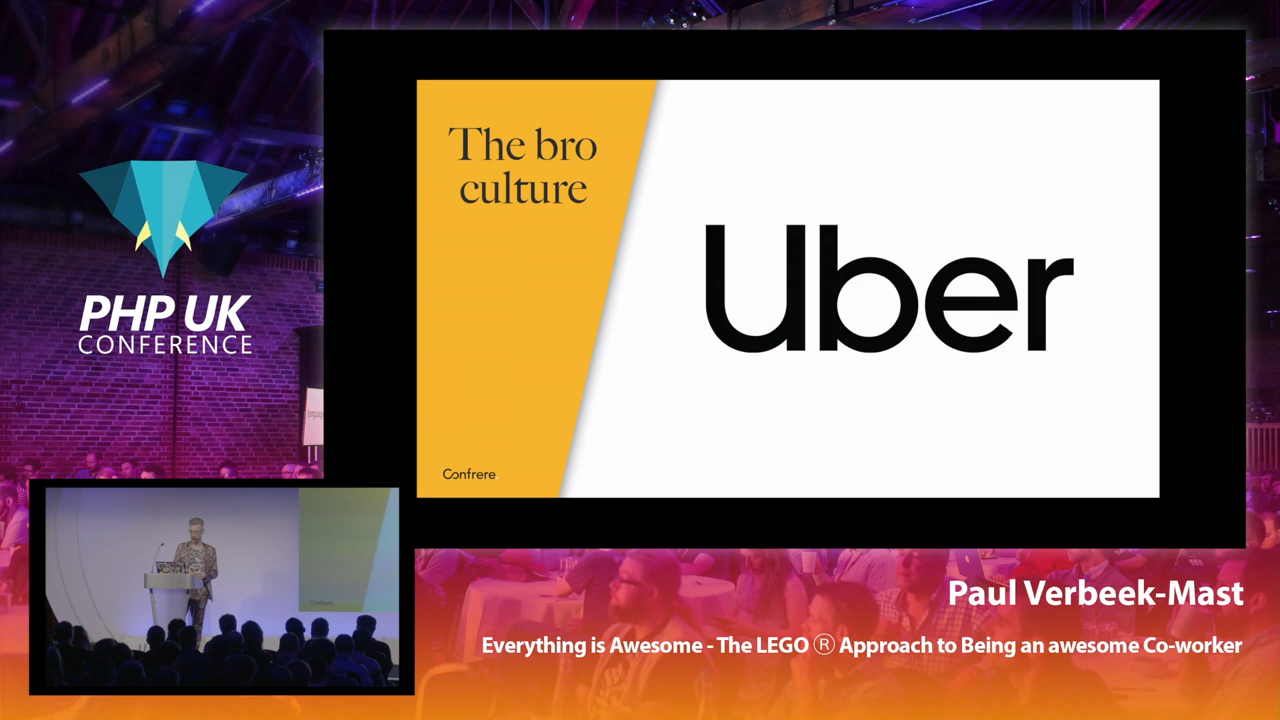 The bro
culture
Uber
Confrere
PHP UK
CONFERENCE
Paul Verbeek-Mast
Everything is Awesome - The LEGO ® Approach to Being an awesome Co-worker